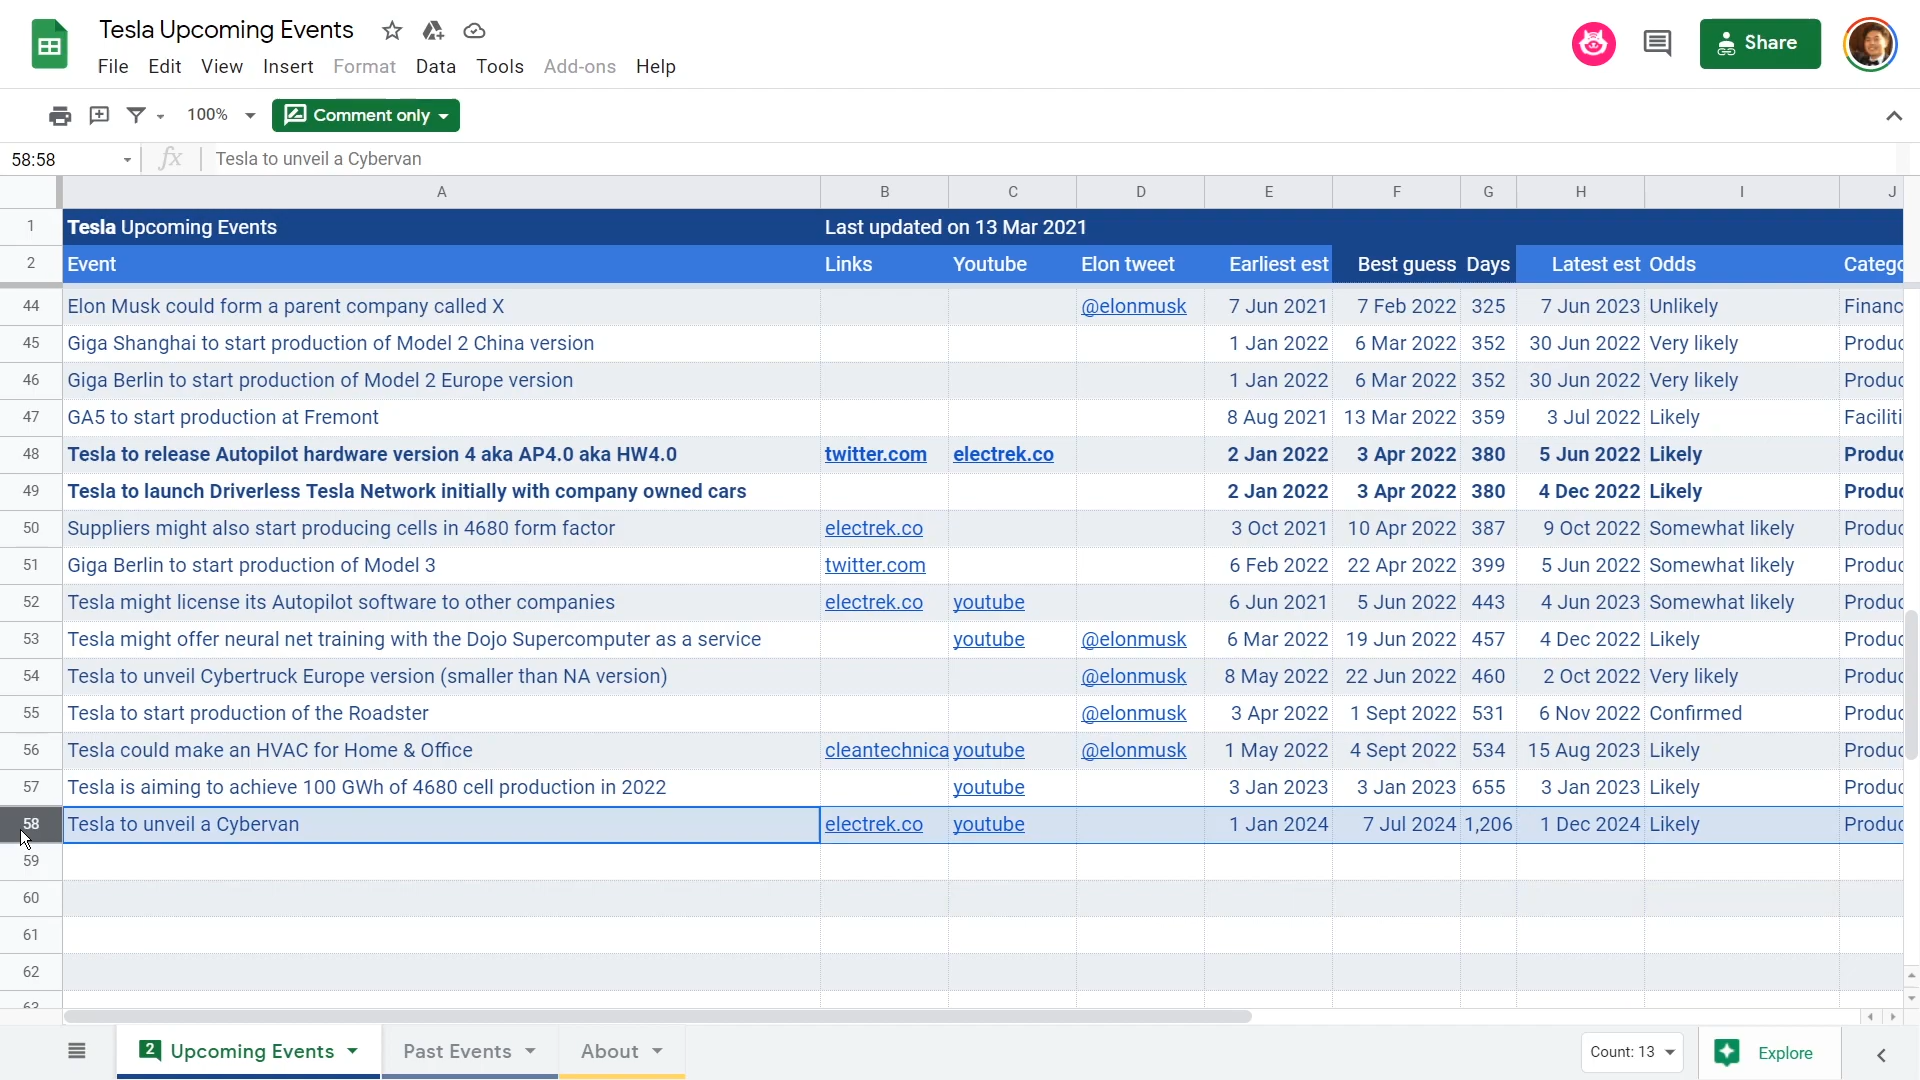 Tesla Upcoming Events
File Edit View Insert Format Data Tools Add-ons Help
Share
100% Comment only
58:58 fx Tesla to unveil a Cybervan
A B C D E F G H I J
1 Tesla Upcoming Events Last updated on 13 Mar 2021
2 Event Links Youtube Elon tweet Earliest est Best guess Days Latest est Odds Catego
44 Elon Musk could form a parent company called X @elonmusk 7 Jun 2021 7 Feb 2022 325 7 Jun 2023 Unlikely Financ
45 Giga Shanghai to start production of Model 2 China version 1 Jan 2022 6 Mar 2022 352 30 Jun 2022 Very likely Produc
46 Giga Berlin to start production of Model 2 Europe version 1 Jan 2022 6 Mar 2022 352 30 Jun 2022 Very likely Produc
47 GA5 to start production at Fremont 8 Aug 2021 13 Mar 2022 359 3 Jul 2022 Likely Faciliti
48 Tesla to release Autopilot hardware version 4 aka AP4.0 aka HW4.0 twitter.com electrek.co 2 Jan 2022 3 Apr 2022 380 5 Jun 2022 Likely Produc
49 Tesla to launch Driverless Tesla Network initially with company owned cars 2 Jan 2022 3 Apr 2022 380 4 Dec 2022 Likely Produc
50 Suppliers might also start producing cells in 4680 form factor electrek.co 3 Oct 2021 10 Apr 2022 387 9 Oct 2022 Somewhat likely Produc
51 Giga Berlin to start production of Model 3 twitter.com 6 Feb 2022 22 Apr 2022 399 5 Jun 2022 Somewhat likely Produc
52 Tesla might license its Autopilot software to other companies electrek.co youtube 6 Jun 2021 5 Jun 2022 443 4 Jun 2023 Somewhat likely Produc
53 Tesla might offer neural net training with the Dojo Supercomputer as a service youtube @elonmusk 6 Mar 2022 19 Jun 2022 457 4 Dec 2022 Likely Produc
54 Tesla to unveil Cybertruck Europe version (smaller than NA version) @elonmusk 8 May 2022 22 Jun 2022 460 2 Oct 2022 Very likely Produc
55 Tesla to start production of the Roadster @elonmusk 3 Apr 2022 1 Sept 2022 531 6 Nov 2022 Confirmed Produc
56 Tesla could make an HVAC for Home & Office cleantechnica youtube @elonmusk 1 May 2022 4 Sept 2022 534 15 Aug 2023 Likely Produc
57 Tesla is aiming to achieve 100 GWh of 4680 cell production in 2022 youtube 3 Jan 2023 3 Jan 2023 655 3 Jan 2023 Likely Produc
58 Tesla to unveil a Cybervan electrek.co youtube 1 Jan 2024 7 Jul 2024 1,206 1 Dec 2024 Likely Produc
59
60
61
62
63
2 Upcoming Events Past Events About Count: 13 Explore